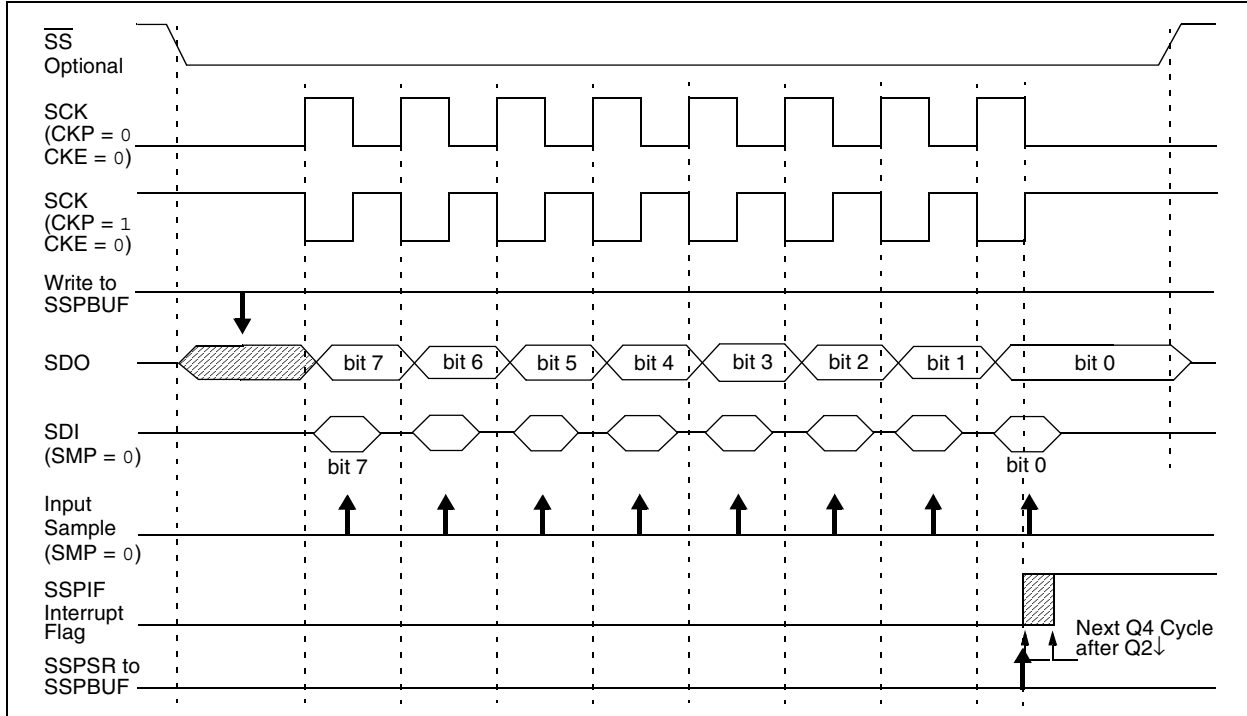 SS
Optional
SCK
(CKP = 0
CKE = 0)
SCK
(CKP = 1
CKE = 0)
Write to
SSPBUF
SDO
bit 7 bit 6 bit 5 bit 4 bit 3 bit 2 bit 1 bit 0
SDI
(SMP = 0)
bit 7 bit 0
Input
Sample
(SMP = 0)
SSPIF
Interrupt
Flag
Next Q4 Cycle
after Q2↓
SSPSR to
SSPBUF